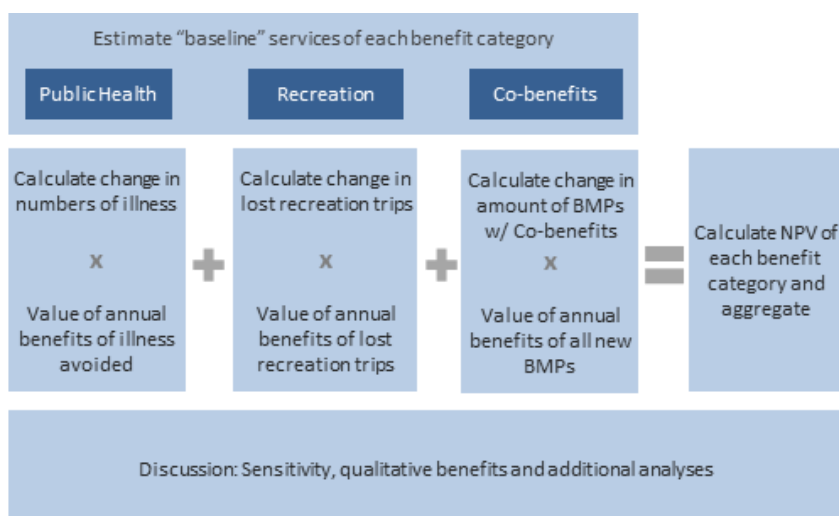 Estimate “baseline” services of each benefit category
Public Health
Recreation
Co-benefits
Calculate change in
numbers of illness
x
Value of annual
benefits of illness
avoided
+
Calculate change in
lost recreation trips
x
Value of annual
benefits of lost
recreation trips
+
Calculate change in
amount of BMPs
w/ Co-benefits
x
Value of annual
benefits of all new
BMPs
=
Calculate NPV of
each benefit
category and
aggregate
Discussion: Sensitivity, qualitative benefits and additional analyses